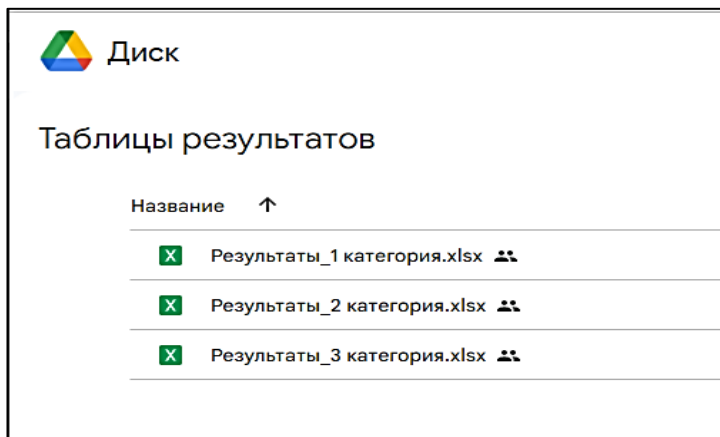 Диск
Таблицы результатов
Название
Результаты_1 категория.xlsx
Результаты_2 категория.xlsx
Результаты_3 категория.xlsx